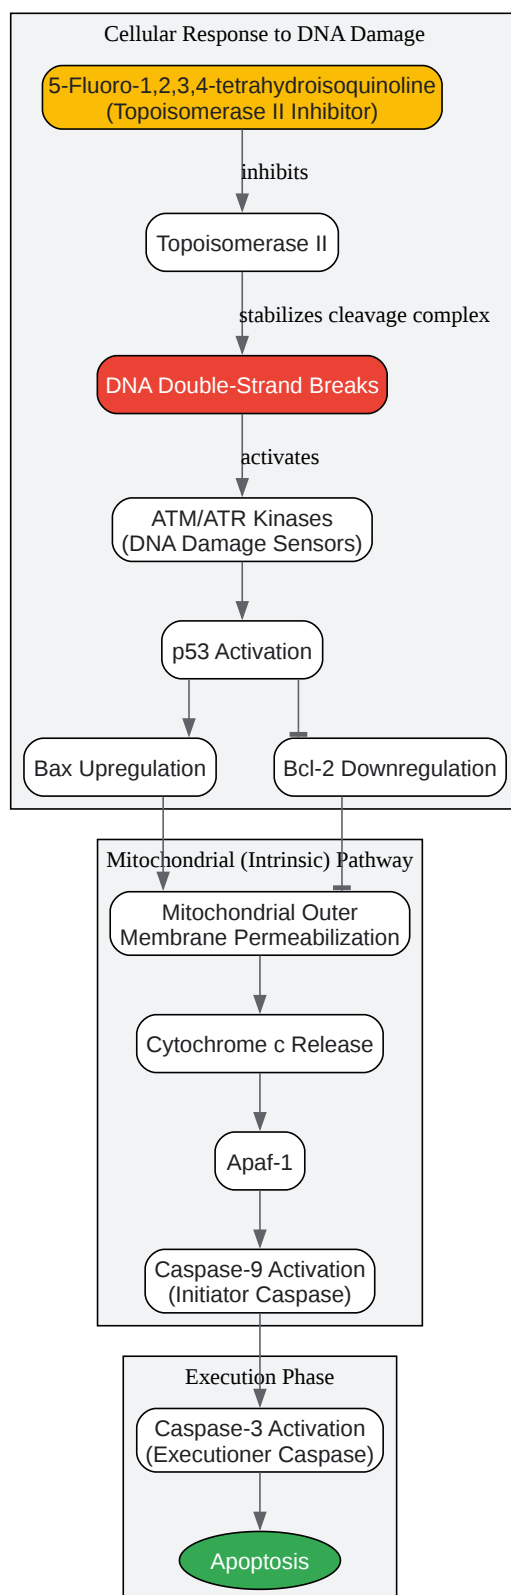 Cellular Response to DNA Damage
5-Fluoro-1,2,3,4-tetrahydroisoquinoline
(Topoisomerase II Inhibitor)
inhibits
Topoisomerase II
stabilizes cleavage complex
DNA Double-Strand Breaks
activates
ATM/ATR Kinases
(DNA Damage Sensors)
p53 Activation
Bax Upregulation
Bcl-2 Downregulation
Mitochondrial (Intrinsic) Pathway
Mitochondrial Outer
Membrane Permeabilization
Cytochrome c Release
Apaf-1
Caspase-9 Activation
(Initiator Caspase)
Execution Phase
Caspase-3 Activation
(Executioner Caspase)
Apoptosis